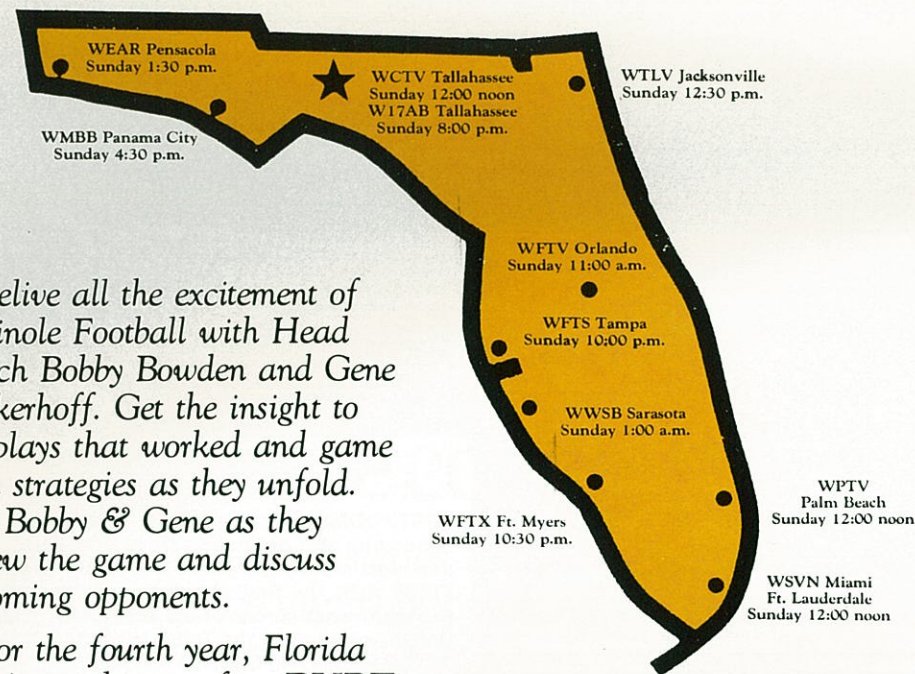 WEAR Pensacola
Sunday 1:30 p.m.
WCTV Tallahassee
Sunday 12:00 noon
W17AB Tallahassee
Sunday 8:00 p.m.
WTLV Jacksonville
Sunday 12:30 p.m.
WMBB Panama City
Sunday 4:30 p.m.
WFTV Orlando
Sunday 11:00 a.m.
WFTS Tampa
Sunday 10:00 p.m.
WWSB Sarasota
Sunday 1:00 a.m.
WFTX Ft. Myers
Sunday 10:30 p.m.
WPTV
Palm Beach
Sunday 12:00 noon
WSVN Miami
Ft. Lauderdale
Sunday 12:00 noon
elive all the excitement of
inole Football with Head
ch Bobby Bowden and Gene
kerhoff. Get the insight to
plays that worked and game
strategies as they unfold.
Bobby & Gene as they
ew the game and discuss
oming opponents.
or the fourth year, Florida